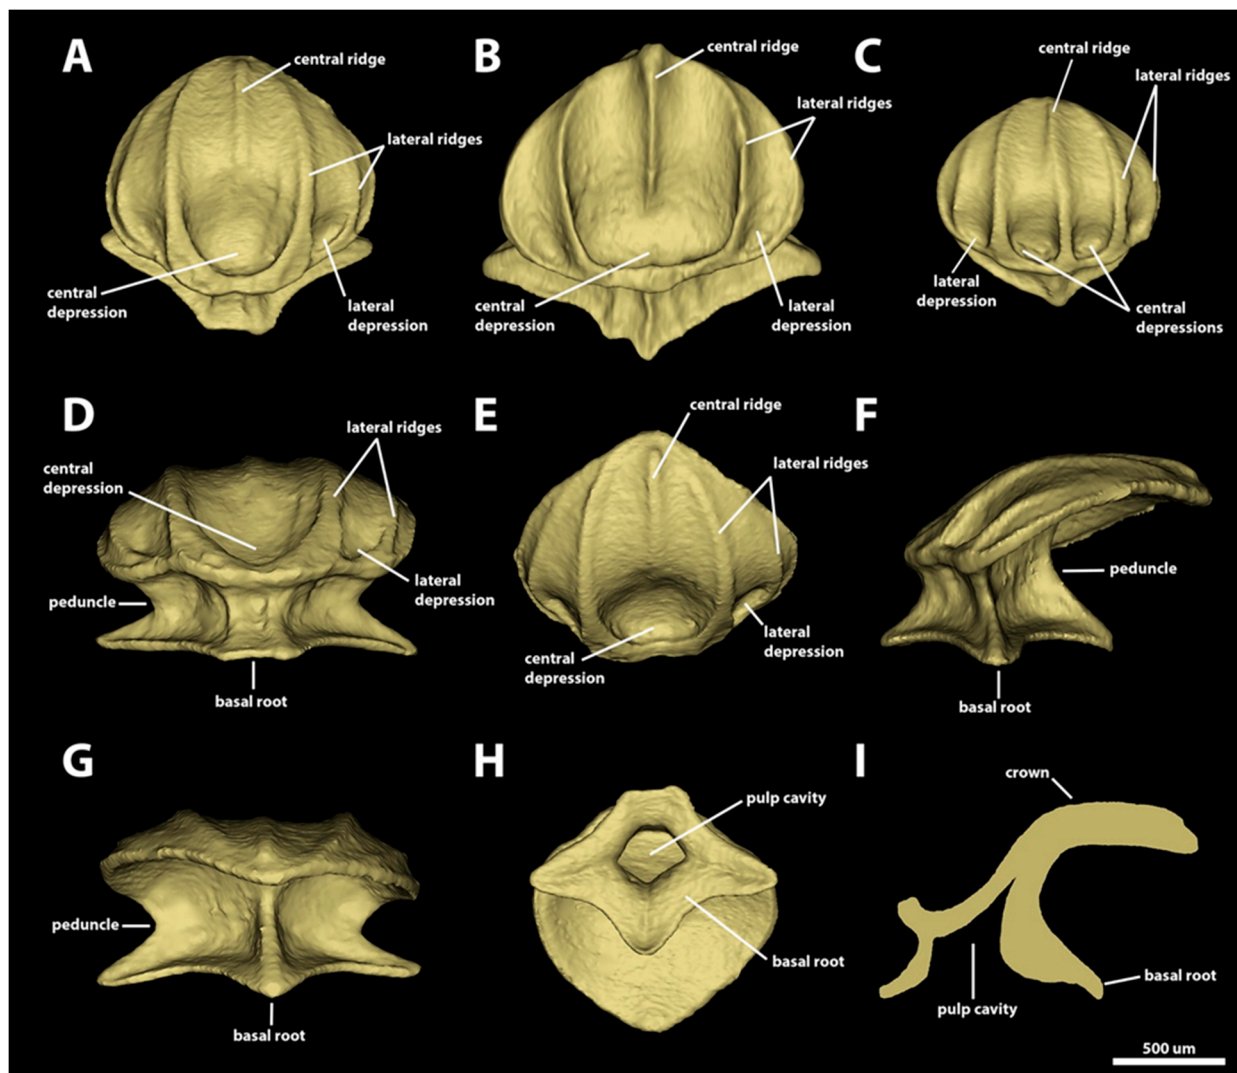 A
central ridge
lateral ridges
central
depression
lateral
depression
B
central ridge
lateral ridges
central
depression
lateral
depression
C
central ridge
lateral ridges
lateral
depression
central
depressions
D
lateral ridges
central
depression
lateral
depression
peduncle
basal root
E
central ridge
lateral ridges
lateral
depression
central
depression
F
peduncle
basal root
G
peduncle
basal root
H
pulp cavity
basal root
I
crown
basal root
pulp cavity
500 um